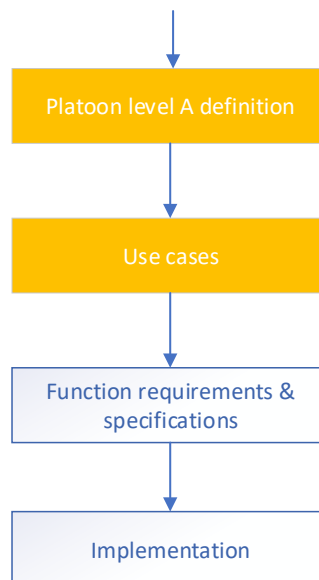 Platoon level A definition
Use cases
Function requirements &
specifications
Implementation